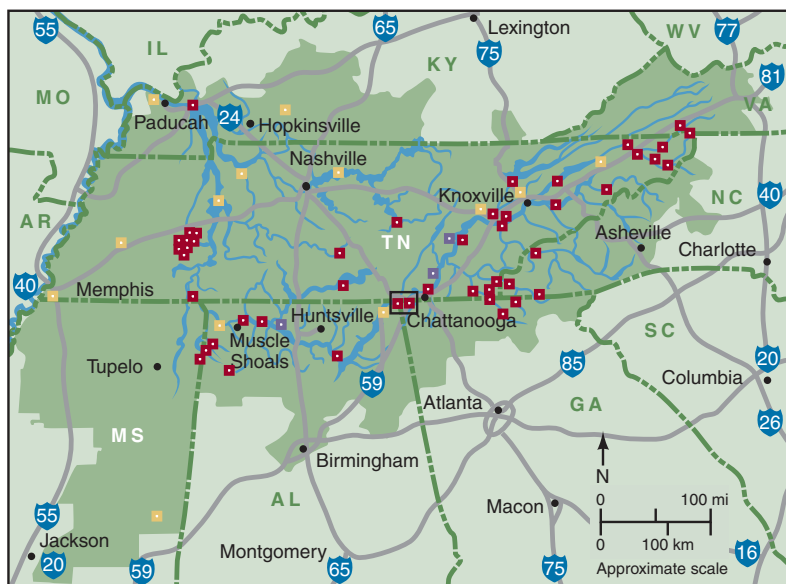 55
65
Lexington
77
IL
WV
75
KY
81
MO
VA
24
Paducah
Hopkinsville
Nashville
Knoxville
NC
40
AR
TN
Asheville
Charlotte
40
Memphis
Huntsville
Chattanooga
Muscle
Shoals
SC
Tupelo
59
85
20
Columbia
Atlanta
GA
MS
26
Birmingham
N
AL
0 100 mi
Macon
55
Jackson
0 100 km
20
59
Montgomery
65
75
16
Approximate scale